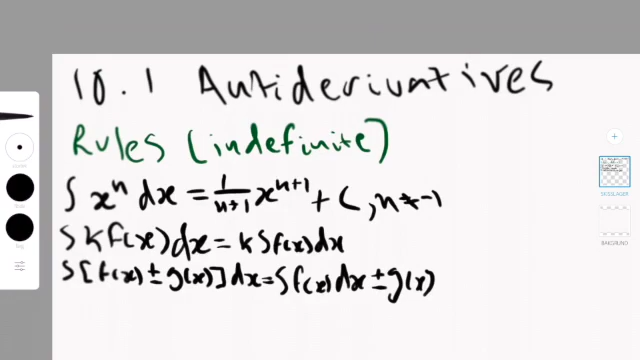 10.1 Antiderivatives
Rules (indefinite)
∫ xⁿ dx = 1/(n+1) xⁿ⁺¹ + C, n ≠ -1
∫ k f(x) dx = k ∫ f(x) dx
∫ [f(x) ± g(x)] dx = ∫ f(x) dx ± g(x)